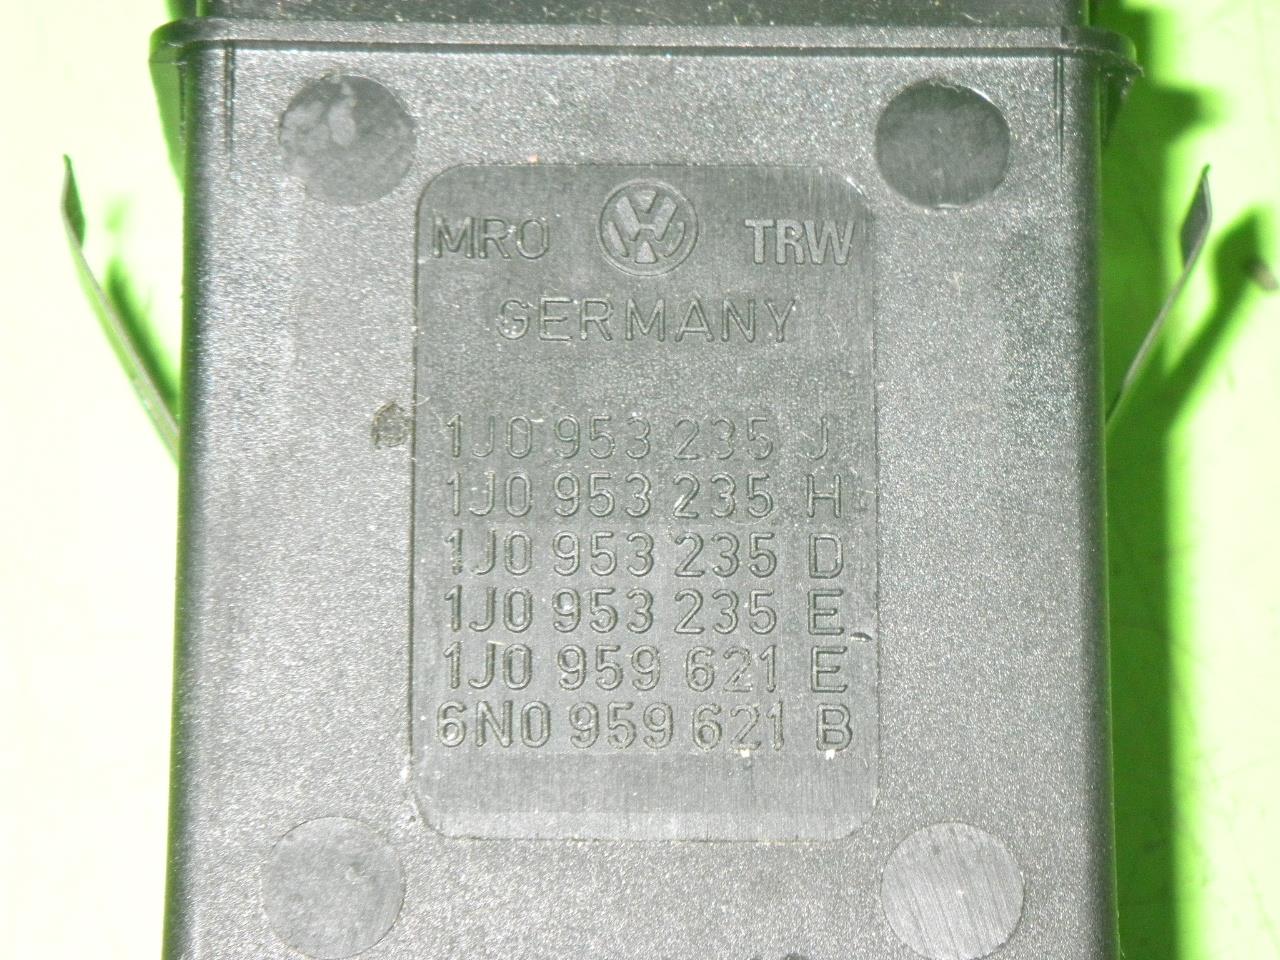 MRO VW TRW
GERMANY
1J0 953 235 J
1J0 953 235 H
1J0 953 235 D
1J0 953 235 E
1J0 959 621 E
6N0 959 621 B